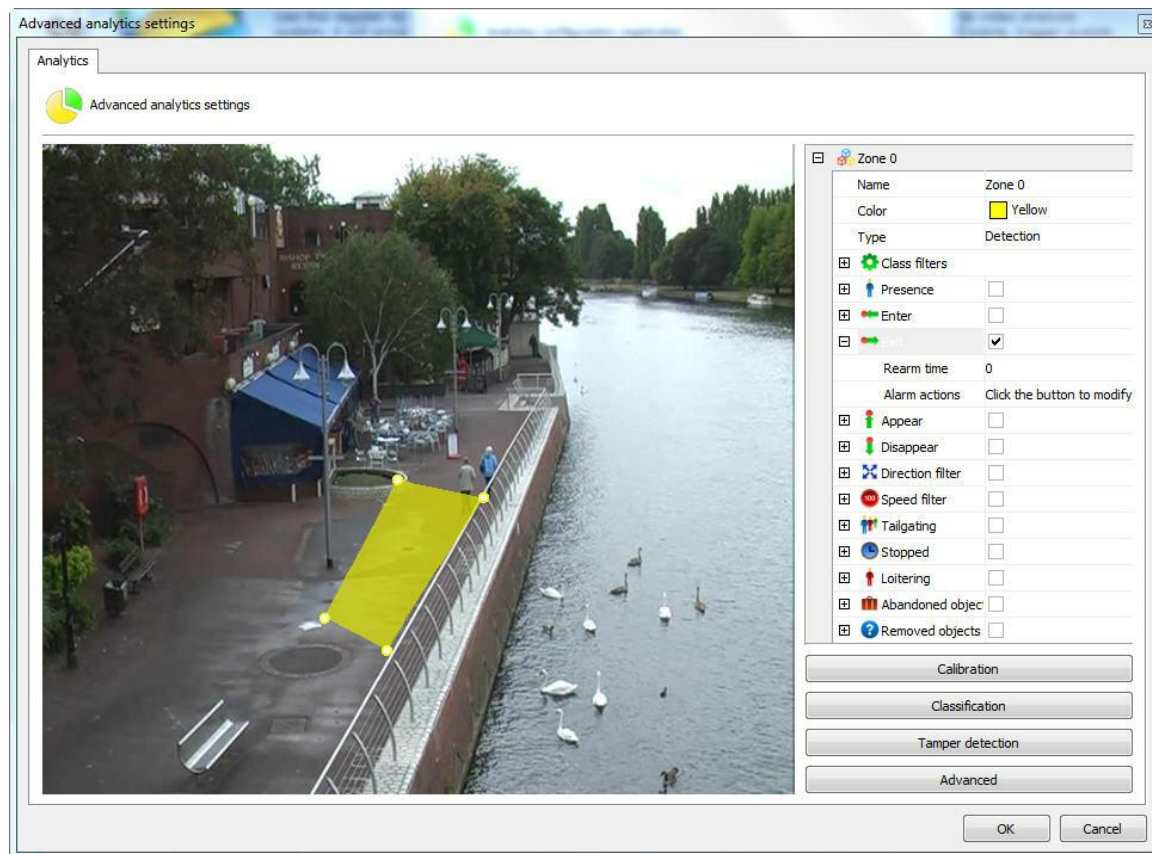 Advanced analytics settings
Analytics
Advanced analytics settings
Zone 0
Name Zone 0
Color Yellow
Type Detection
Class filters
Presence
Enter
Exit
Rearm time 0
Alarm actions Click the button to modify
Appear
Disappear
Direction filter
Speed filter
100
Tailgating
Stopped
Loitering
Abandoned objec
Removed objects
Calibration
Classification
Tamper detection
Advanced
OK Cancel